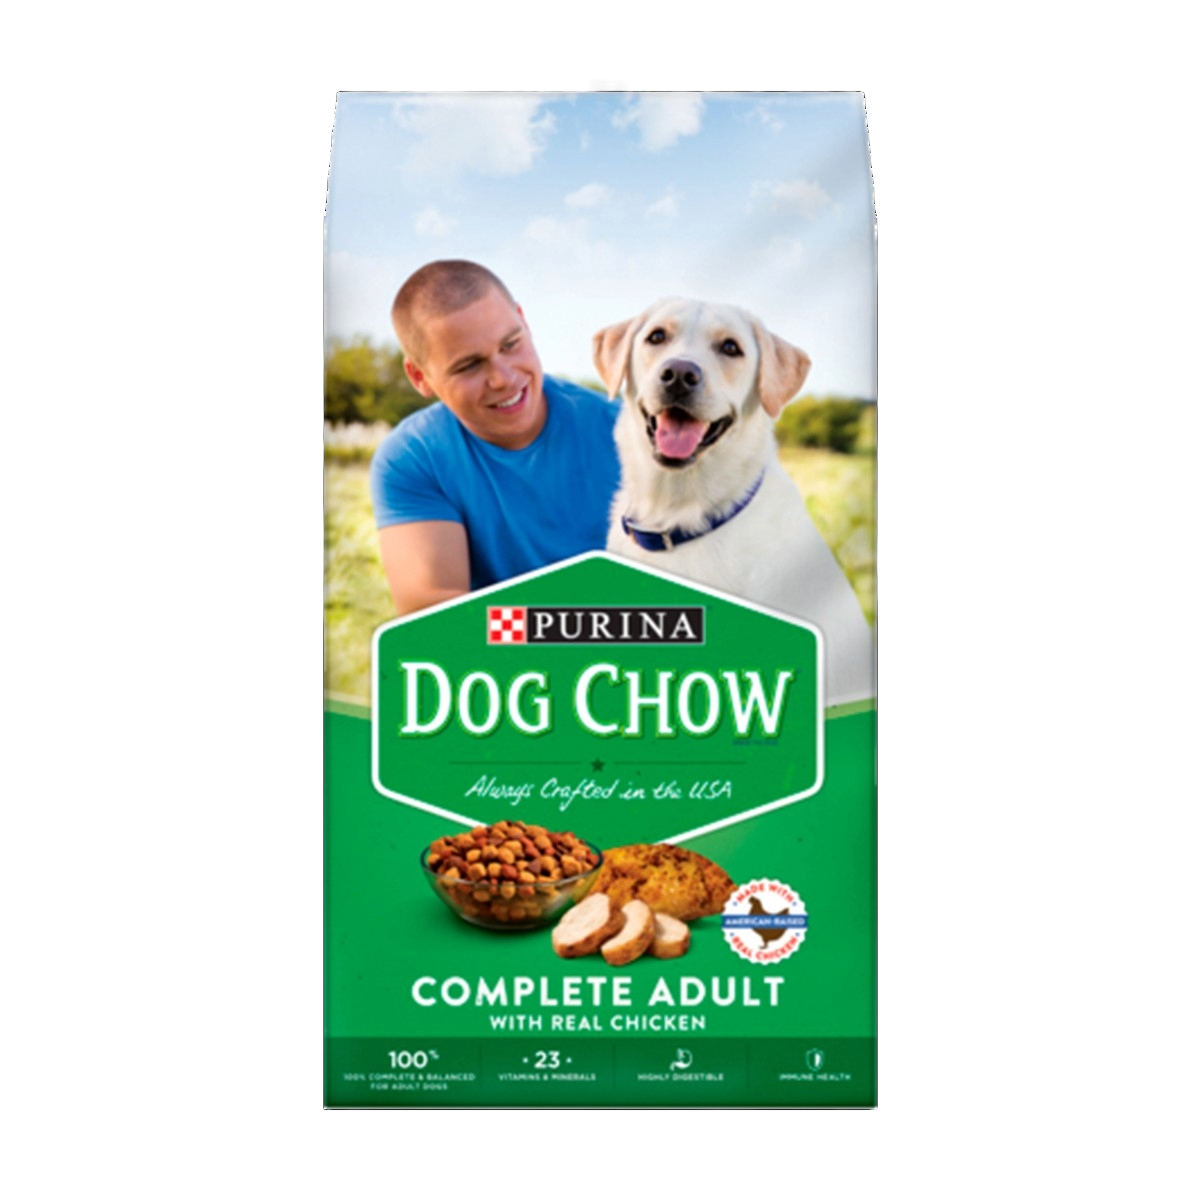 PURINA
DOG CHOW
Always Crafted in the USA
MADE WITH
AMERICAN-RAISED
REAL CHICKEN
COMPLETE ADULT
WITH REAL CHICKEN
100%
100% COMPLETE & BALANCED
FOR ADULT DOGS
• 23 •
VITAMINS & MINERALS
HIGHLY DIGESTIBLE
IMMUNE HEALTH